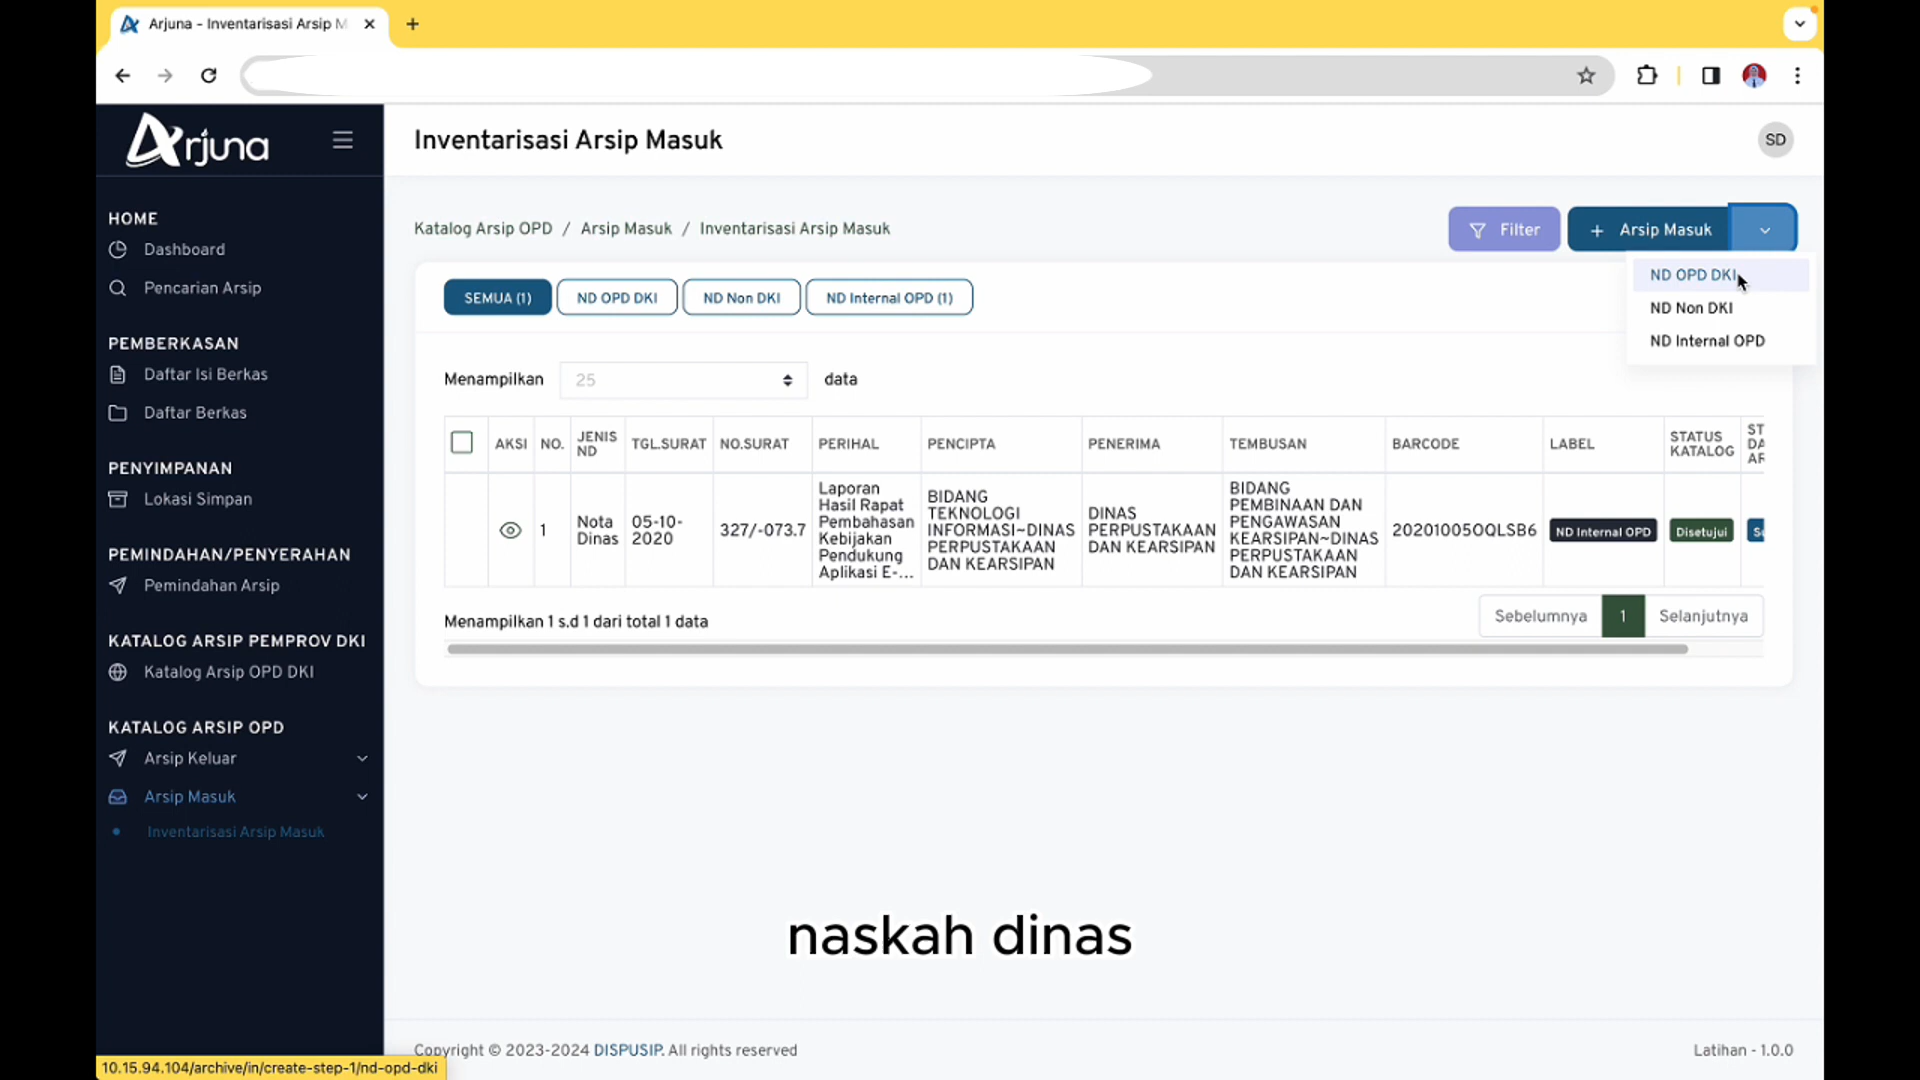 Arjuna - Inventarisasi Arsip M
Arjuna
Inventarisasi Arsip Masuk
SD
HOME
Dashboard
Pencarian Arsip
PEMBERKASAN
Daftar Isi Berkas
Daftar Berkas
PENYIMPANAN
Lokasi Simpan
PEMINDAHAN/PENYERAHAN
Pemindahan Arsip
KATALOG ARSIP PEMPROV DKI
Katalog Arsip OPD DKI
KATALOG ARSIP OPD
Arsip Keluar
Arsip Masuk
Inventarisasi Arsip Masuk
Katalog Arsip OPD / Arsip Masuk / Inventarisasi Arsip Masuk
Filter
+ Arsip Masuk
ND OPD DKI
ND Non DKI
ND Internal OPD
SEMUA (1)
ND OPD DKI
ND Non DKI
ND Internal OPD (1)
Menampilkan 25 data
AKSI
NO.
JENIS
ND
TGL.SURAT
NO.SURAT
PERIHAL
PENCIPTA
PENERIMA
TEMBUSAN
BARCODE
LABEL
STATUS
KATALOG
ST
DA
AR
1
Nota
Dinas
05-10-
2020
327/-073.7
Laporan
Hasil Rapat
Pembahasan
Kebijakan
Pendukung
Aplikasi E-...
BIDANG
TEKNOLOGI
INFORMASI~DINAS
PERPUSTAKAAN
DAN KEARSIPAN
DINAS
PERPUSTAKAAN
DAN KEARSIPAN
BIDANG
PEMBINAAN DAN
PENGAWASAN
KEARSIPAN~DINAS
PERPUSTAKAAN
DAN KEARSIPAN
20201005OQLSB6
ND Internal OPD
Disetujui
Menampilkan 1 s.d 1 dari total 1 data
Sebelumnya
1
Selanjutnya
naskah dinas
Copyright © 2023-2024 DISPUSIP. All rights reserved
Latihan - 1.0.0
10.15.94.104/archive/in/create-step-1/nd-opd-dki